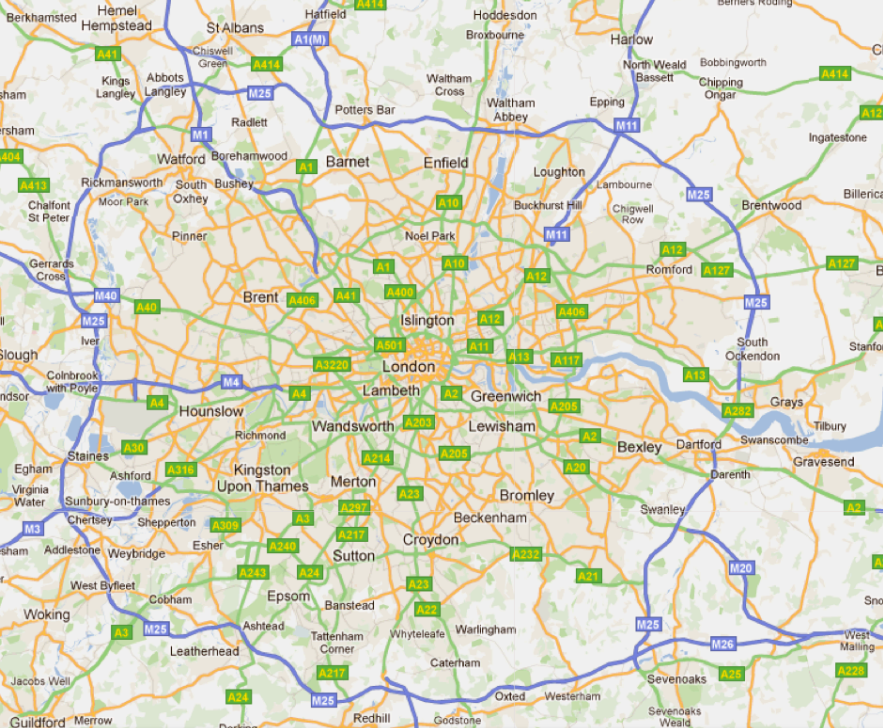 Berkhamsted
Hemel
Hempstead
St Albans
Hatfield
A414
Hoddesdon
Broxbourne
Berners Roding
Harlow
A1(M)
Chiswell
Green
A41
A414
Kings
Langley
Abbots
Langley
M25
Waltham
Cross
North Weald
Bassett
Bobbingworth
Chipping
Ongar
A414
A12
Potters Bar
Waltham
Abbey
Epping
M11
Ingatestone
Radlett
M1
A413
Watford
Borehamwood
A1
Barnet
Enfield
Loughton
Lambourne
M25
Rickmansworth
South
Oxhey
Bushey
Moor Park
Chalfont
St Peter
A10
Buckhurst Hill
Chigwell
Row
Brentwood
Pinner
Noel Park
M11
A12
Gerrards
Cross
A1
A10
A12
Romford
A127
A127
M40
A40
Brent
A406
A41
A400
M25
M25
Iver
Islington
A12
A406
A501
A11
A13
A117
South
Ockendon
A3220
London
Colnbrook
with Poyle
M4
A4
Lambeth
A2
Greenwich
A13
A4
Hounslow
A205
A282
Grays
Tilbury
Richmond
Wandsworth
A203
Lewisham
A2
Bexley
Dartford
Swanscombe
A30
Staines
Egham
Ashford
A316
Kingston
Upon Thames
A214
A205
A20
Gravesend
Darenth
Virginia
Water
Merton
A23
Bromley
Sunbury-on-thames
A297
A3
Beckenham
Swanley
A2
M3
Chertsey
Shepperton
A309
A217
Addlestone
Weybridge
Esher
A240
Croydon
Sutton
A232
A243
A24
A23
A21
M20
West Byfleet
Cobham
Epsom
Banstead
A22
Woking
A3
M25
Ashtead
Tattenham
Corner
Whyteleafe
Warlingham
M25
M26
West
Malling
Leatherhead
Caterham
Jacobs Well
A217
Sevenoaks
A25
A228
A24
M25
Oxted
Westerham
Guildford
Merrow
Redhill
Godstone
Sevenoaks
Weald